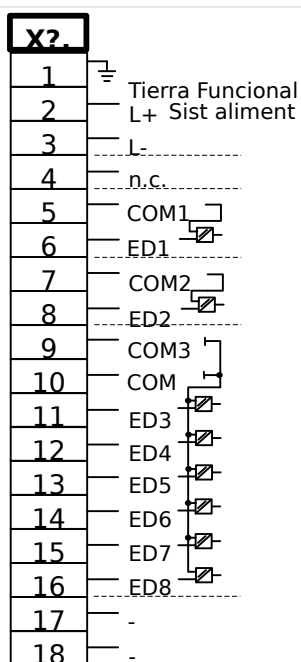 X?.
1
Tierra Funcional
2 L+ Sist aliment
3 L-
4 n.c.
5 COM1
6 ED1
7 COM2
8 ED2
9 COM3
10 COM
11 ED3
12 ED4
13 ED5
14 ED6
15 ED7
16 ED8
17 -
18 -